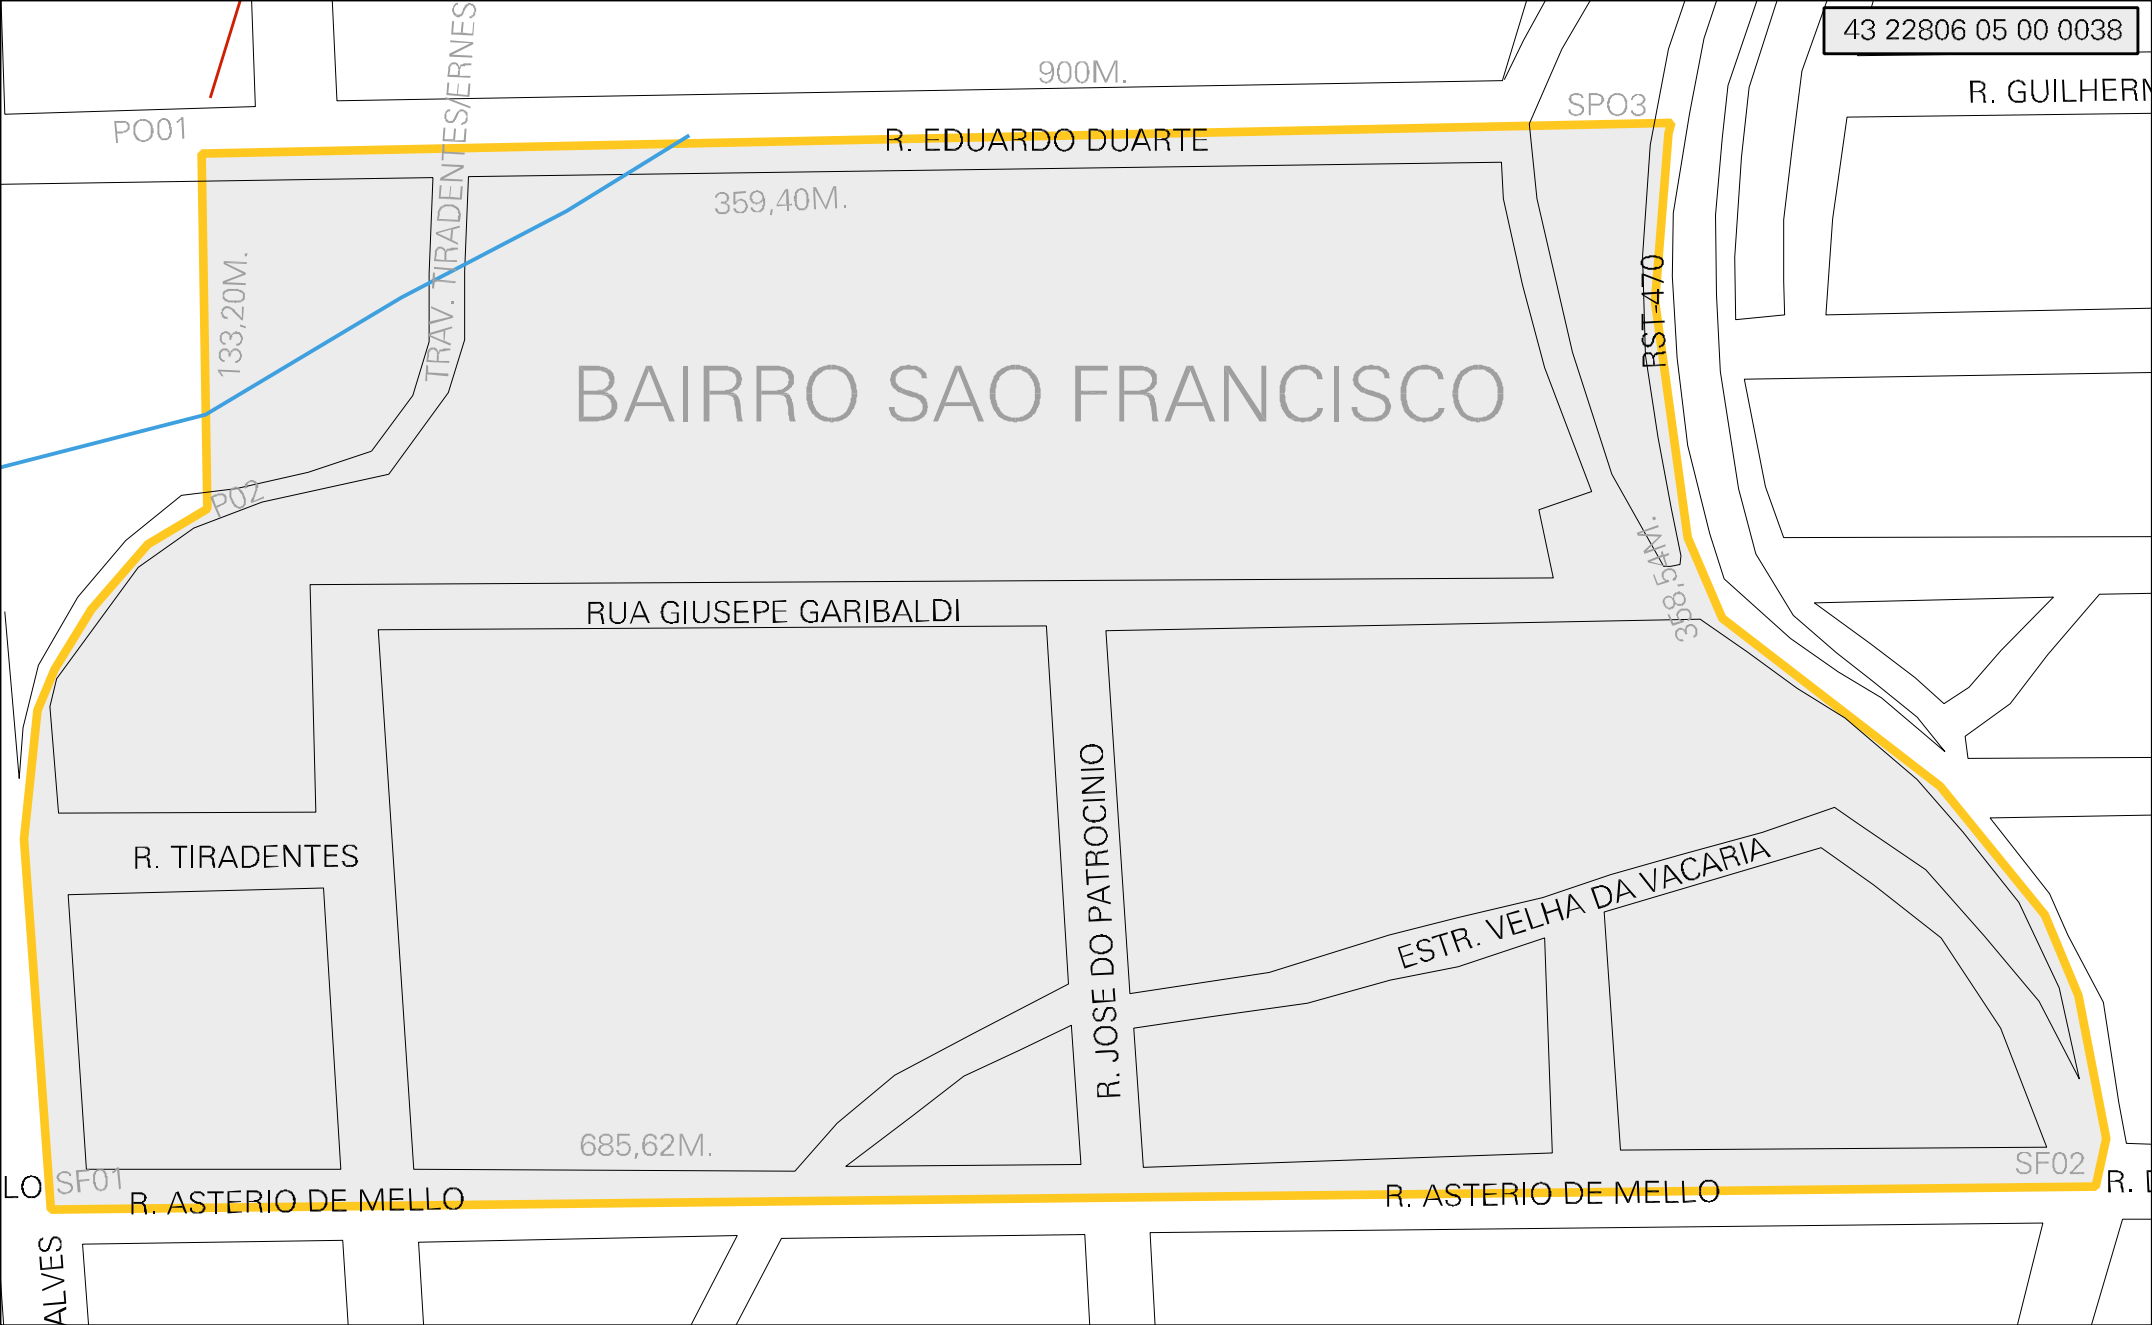 43 22806 05 00 0038
900M.
R. GUILHERM
SPO3
PO01
R. EDUARDO DUARTE
TRAV. TIRADENTES/ERNES
359,40M.
133,20M.
RST-470
BAIRRO SAO FRANCISCO
P02
358,54M.
RUA GIUSEPE GARIBALDI
R. TIRADENTES
R. JOSE DO PATROCINIO
ESTR. VELHA DA VACARIA
685,62M.
SF01
SF02
LO
R. ASTERIO DE MELLO
R. ASTERIO DE MELLO
R. D
ALVES